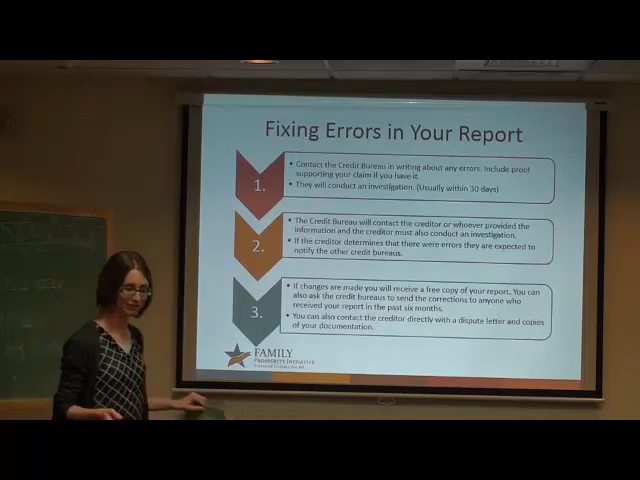 Fixing Errors in Your Report
1.
• Contact the Credit Bureau in writing about any errors. Include proof
supporting your claim if you have it.
• They will conduct an investigation. (Usually within 30 days)
2.
• The Credit Bureau will contact the creditor or whoever provided the
information and the creditor must also conduct an investigation.
• If the creditor determines that there were errors they are expected to
notify the other credit bureaus.
3.
• If changes are made you will receive a free copy of your report. You can
also ask the credit bureaus to send the corrections to anyone who
received your report in the past six months.
• You can also contact the creditor directly with a dispute letter and copies
of your documentation.
FAMILY
PROSPERITY INITIATIVE